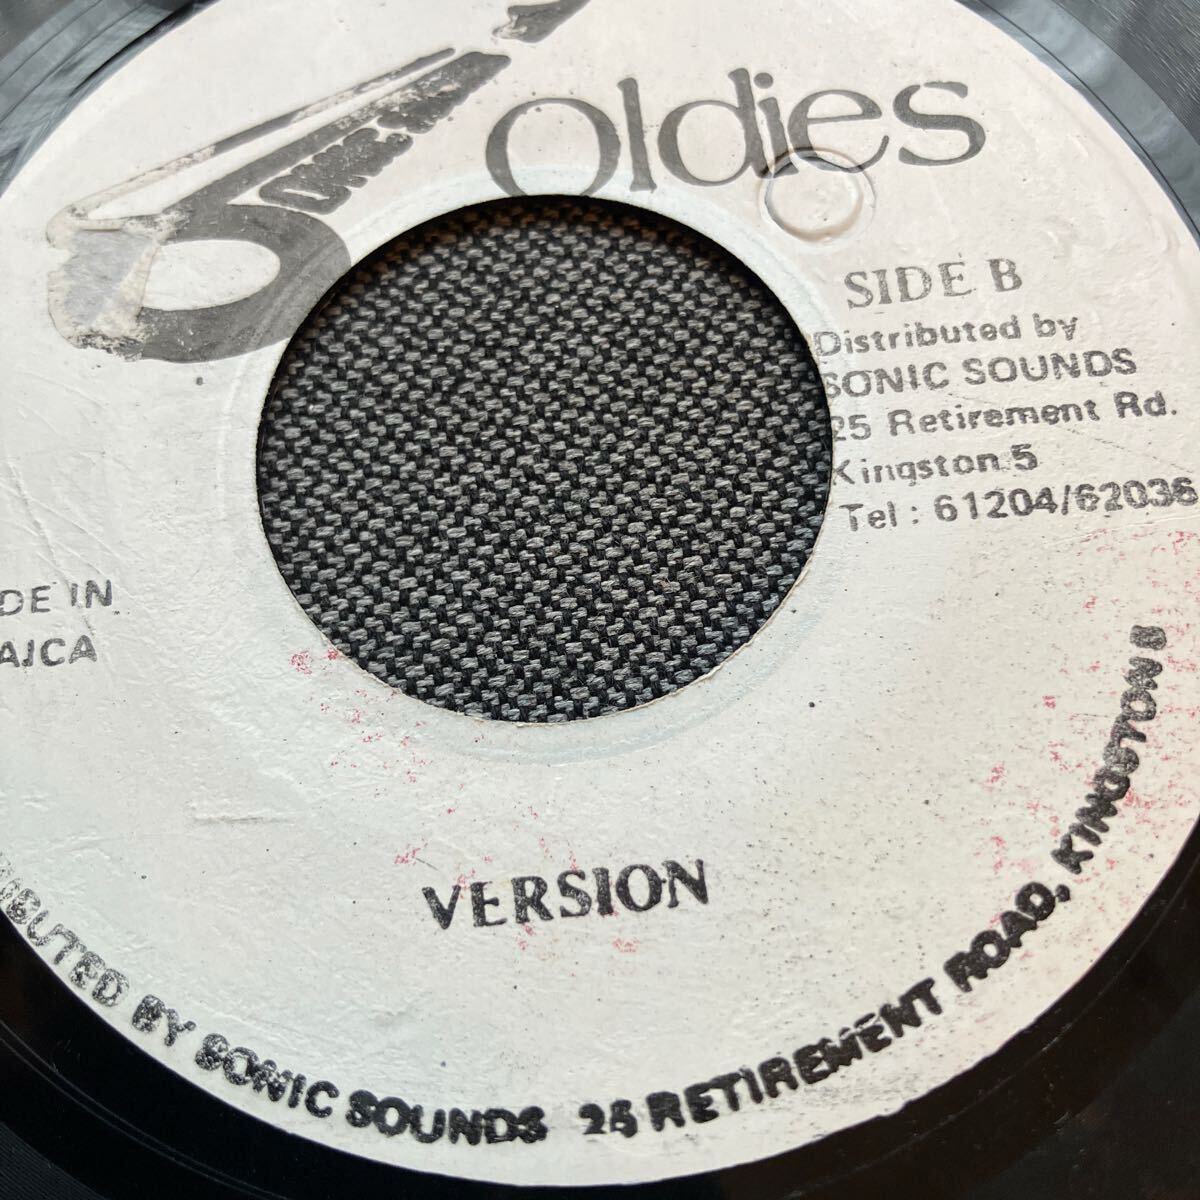 SONIC
Oldies
SIDE B
Distributed by
SONIC SOUNDS
25 Retirement Rd.
Kingston 5
Tel : 61204/62036
DE IN
AICA
VERSION
BUTED BY SONIC SOUNDS 25 RETIREMENT ROAD, KINGSTON